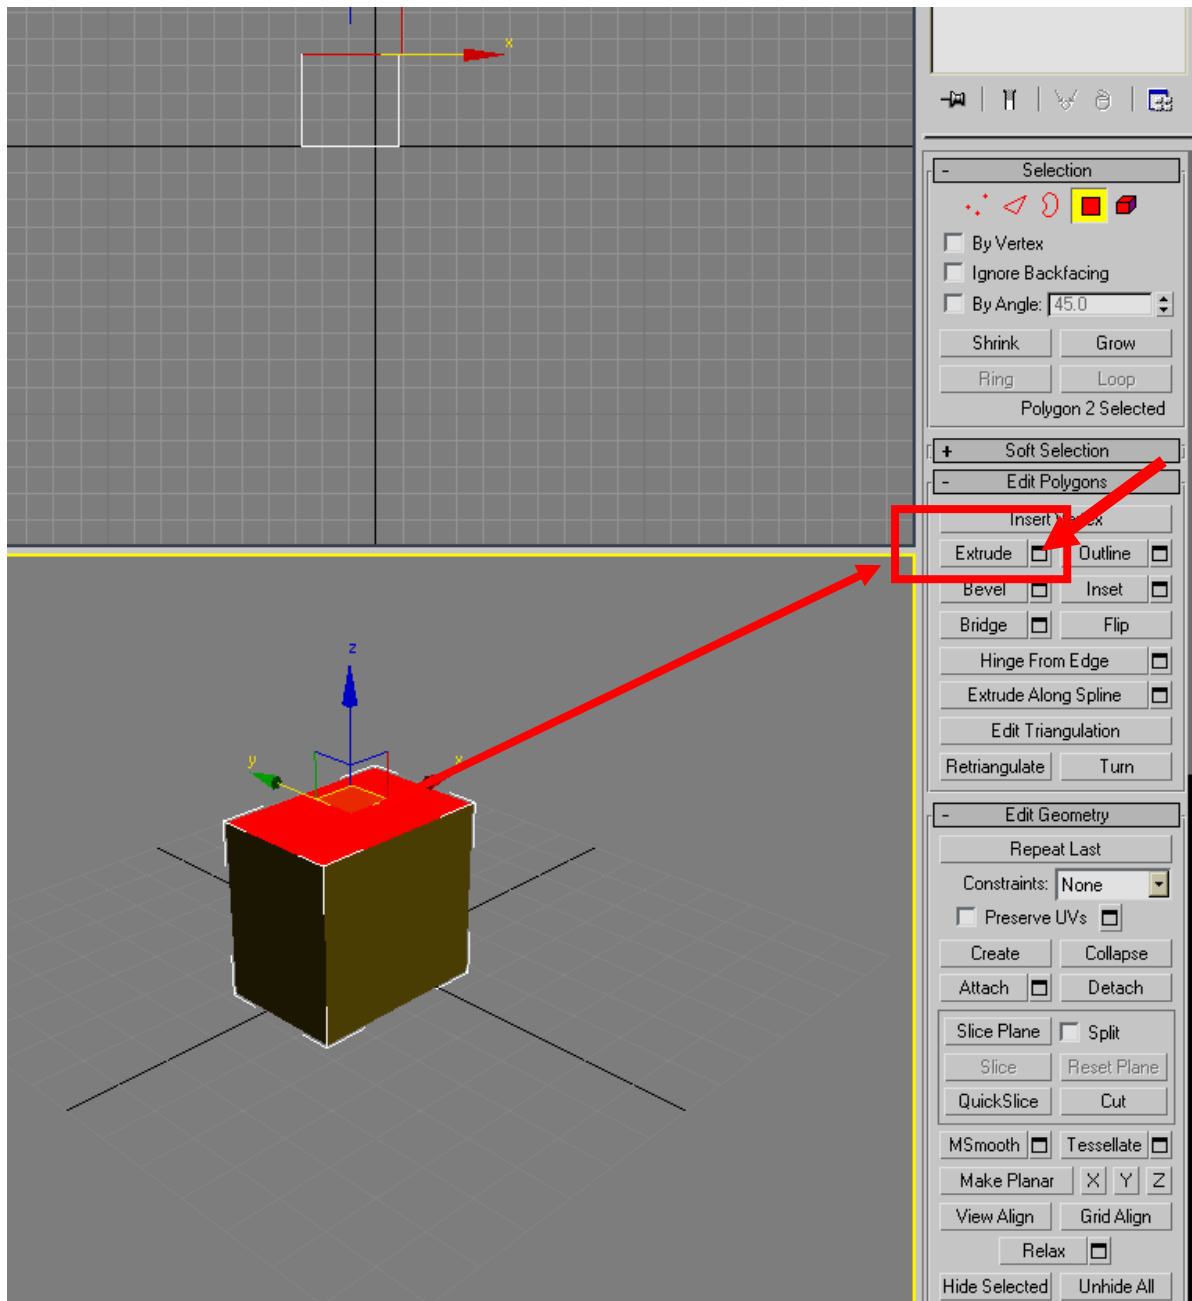 x
- Selection
By Vertex
Ignore Backfacing
By Angle: 45.0
Shrink Grow
Ring Loop
Polygon 2 Selected
+ Soft Selection
- Edit Polygons
Insert Vertex
Extrude Outline
Bevel Inset
Bridge Flip
Hinge From Edge
Extrude Along Spline
Edit Triangulation
Retriangulate Turn
z
y x
- Edit Geometry
Repeat Last
Constraints: None
Preserve UVs
Create Collapse
Attach Detach
Slice Plane Split
Slice Reset Plane
QuickSlice Cut
MSmooth Tessellate
Make Planar X Y Z
View Align Grid Align
Relax
Hide Selected Unhide All